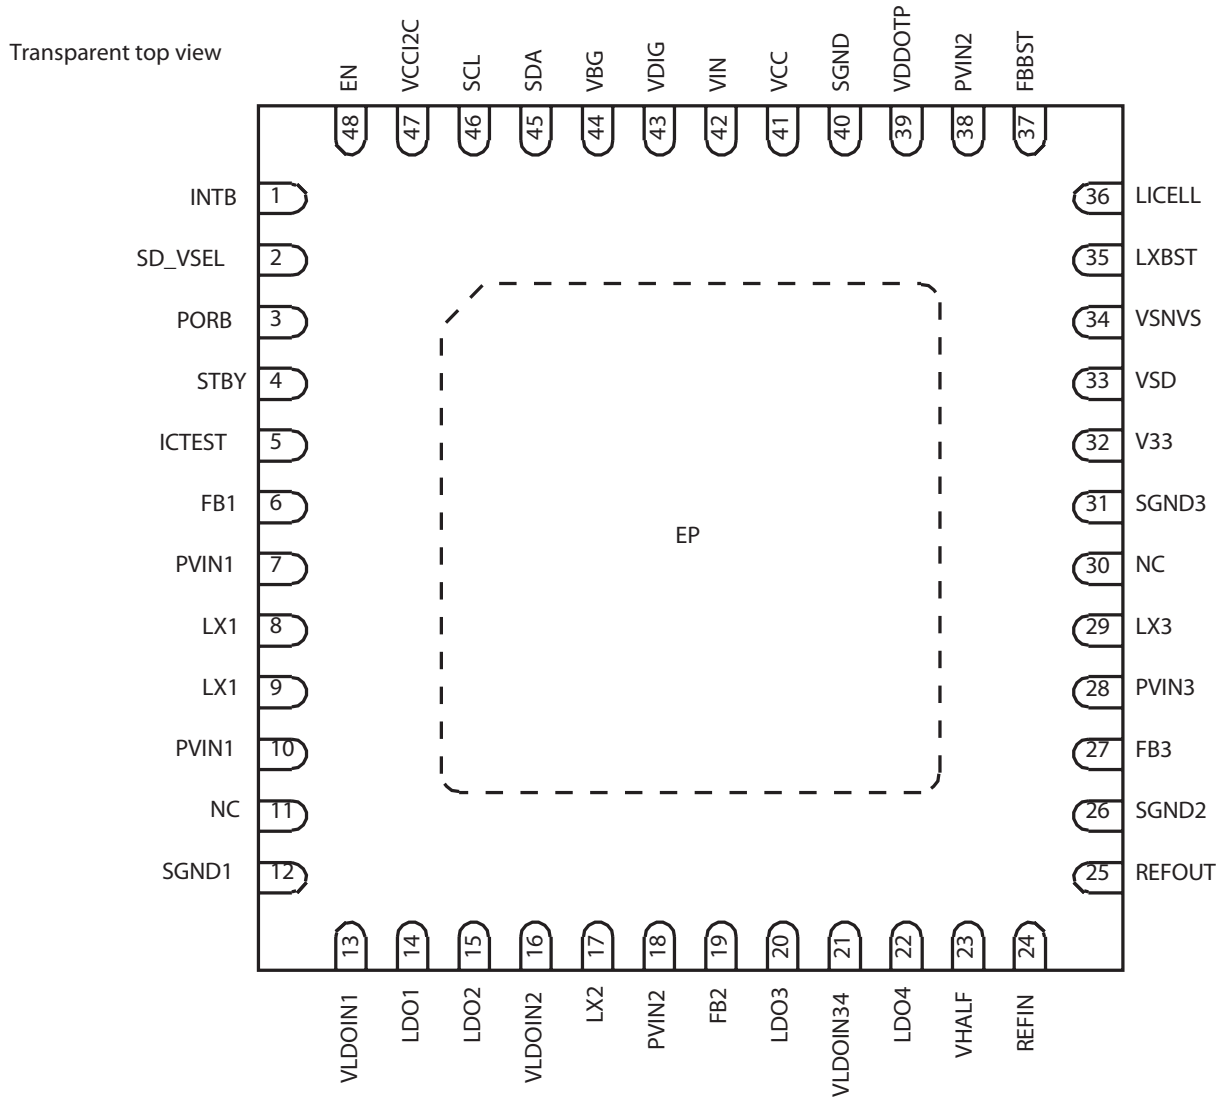 Transparent top view
EN
VCCI2C
SCL
SDA
VBG
VDIG
VIN
VCC
SGND
VDDOTP
PVIN2
FBBST
48
47
46
45
44
43
42
41
40
39
38
37
INTB 1
SD_VSEL 2
PORB 3
STBY 4
ICTEST 5
FB1 6
PVIN1 7
LX1 8
LX1 9
PVIN1 10
NC 11
SGND1 12
EP
36 LICELL
35 LXBST
34 VSNVS
33 VSD
32 V33
31 SGND3
30 NC
29 LX3
28 PVIN3
27 FB3
26 SGND2
25 REFOUT
13
14
15
16
17
18
19
20
21
22
23
24
VLDOIN1
LDO1
LDO2
VLDOIN2
LX2
PVIN2
FB2
LDO3
VLDOIN34
LDO4
VHALF
REFIN